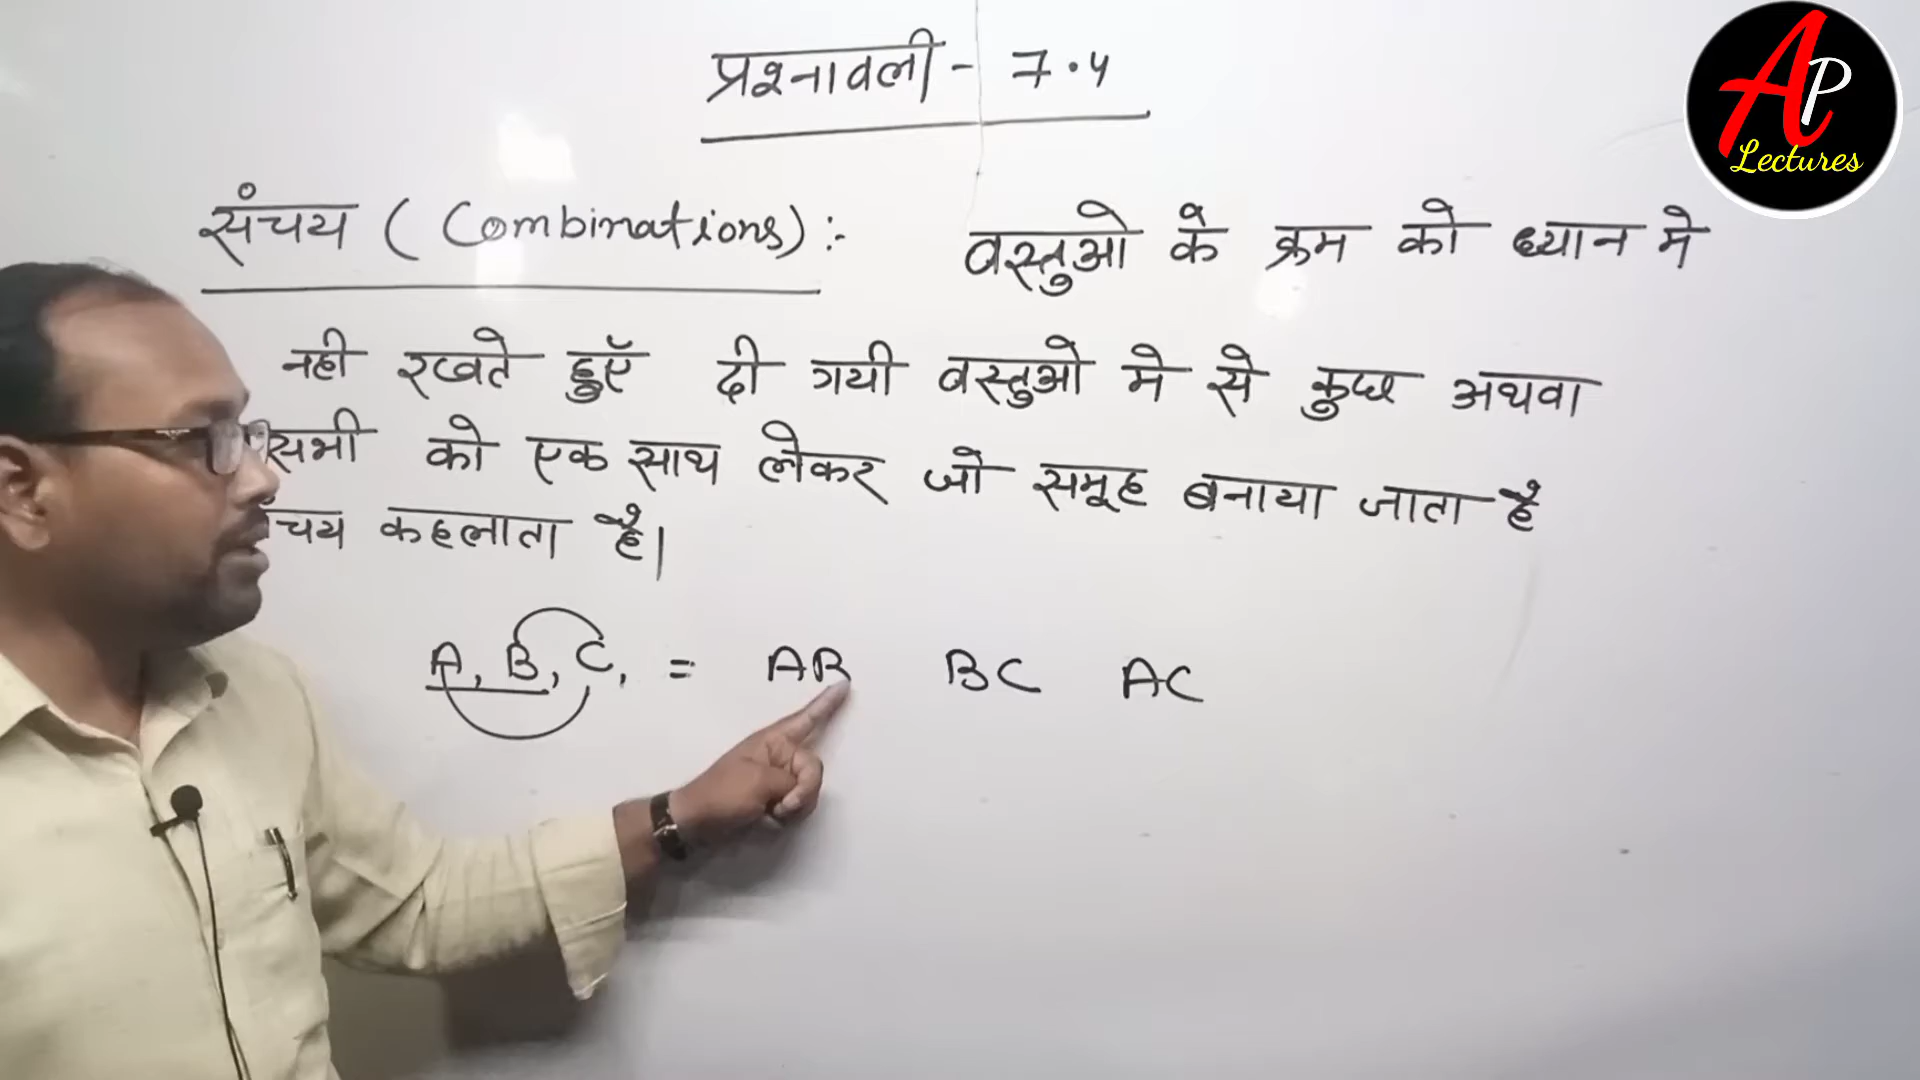 प्रश्नावली - 7.4
AP
Lectures
संचय ( Combinations) :- वस्तुओ के क्रम को ध्यान मे
नही रखते हुएॅ दी गयी वस्तुओ मे से कुछ अथवा
सभी को एक साथ लेकर जो समूह बनाया जाता है
चय कहलाता है।
A, B, C, = AB BC AC